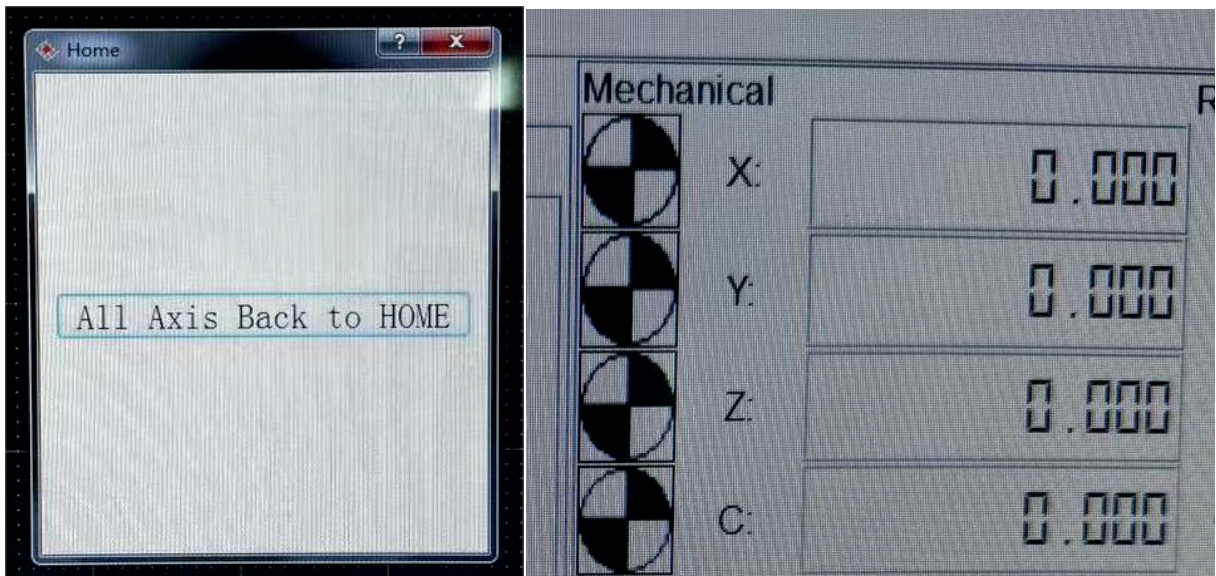 Home
?
X
All Axis Back to HOME
Mechanical
R
X: 0.000
Y: 0.000
Z: 0.000
C: 0.000